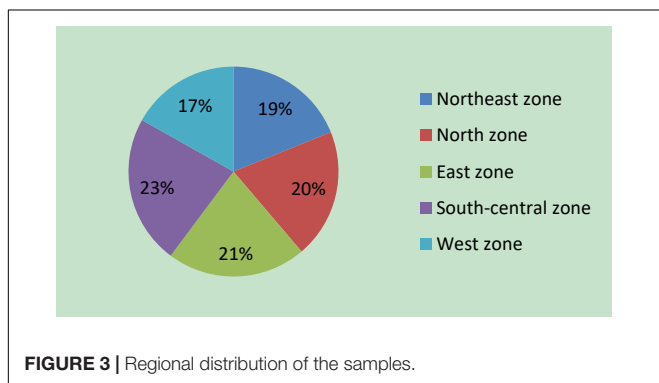 17%
19%
23%
20%
21%
Northeast zone
North zone
East zone
South-central zone
West zone
FIGURE 3 | Regional distribution of the samples.